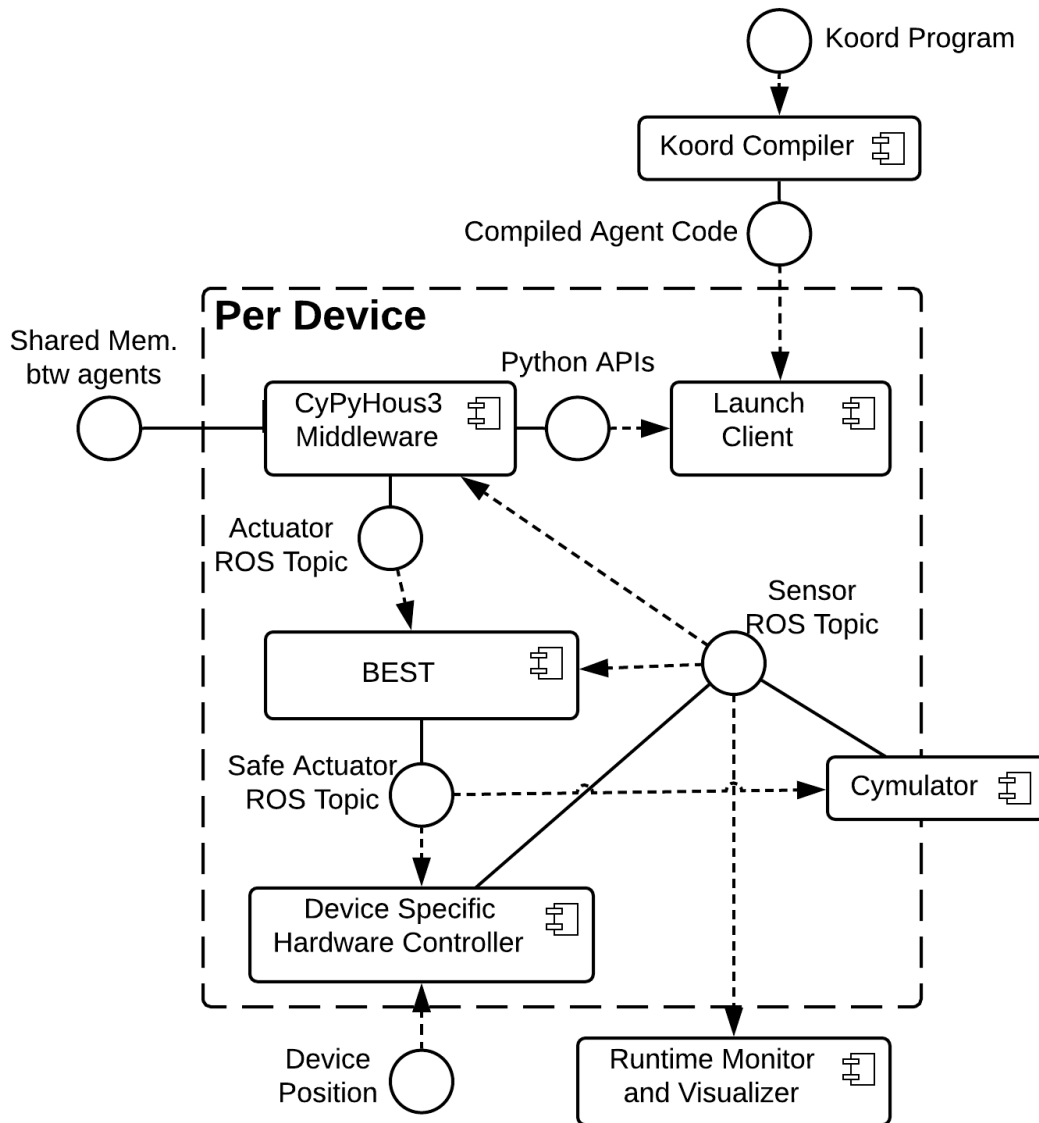 Koord Program
Koord Compiler
Compiled Agent Code
Per Device
Shared Mem.
btw agents
Python APIs
CyPyHous3
Middleware
Launch
Client
Actuator
ROS Topic
Sensor
ROS Topic
BEST
Safe Actuator
ROS Topic
Cymulator
Device Specific
Hardware Controller
Device
Position
Runtime Monitor
and Visualizer